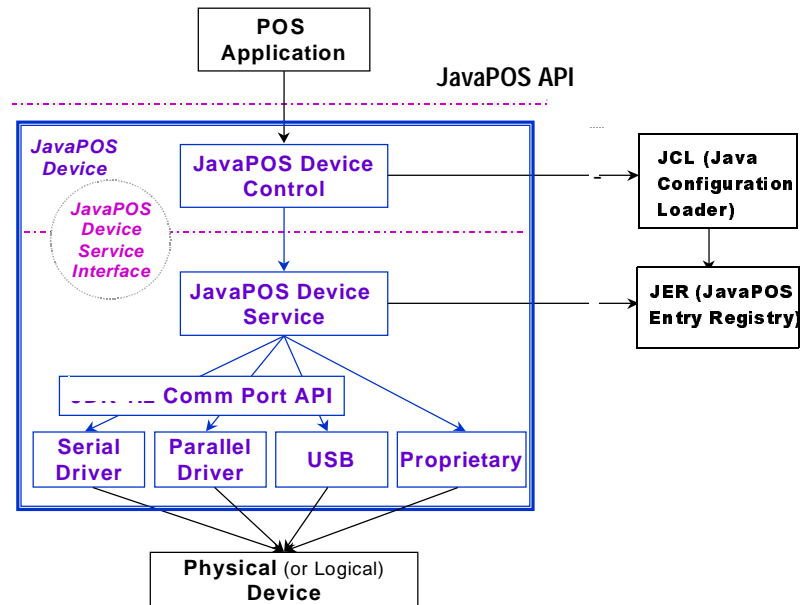 POS
Application
JavaPOS API
JavaPOS
Device
JavaPOS Device
Control
JCL (Java
Configuration
Loader)
JavaPOS
Device
Service
Interface
JavaPOS Device
Service
JER (JavaPOS
Entry Registry)
Comm Port API
Serial
Driver
Parallel
Driver
USB
Proprietary
Physical (or Logical)
Device